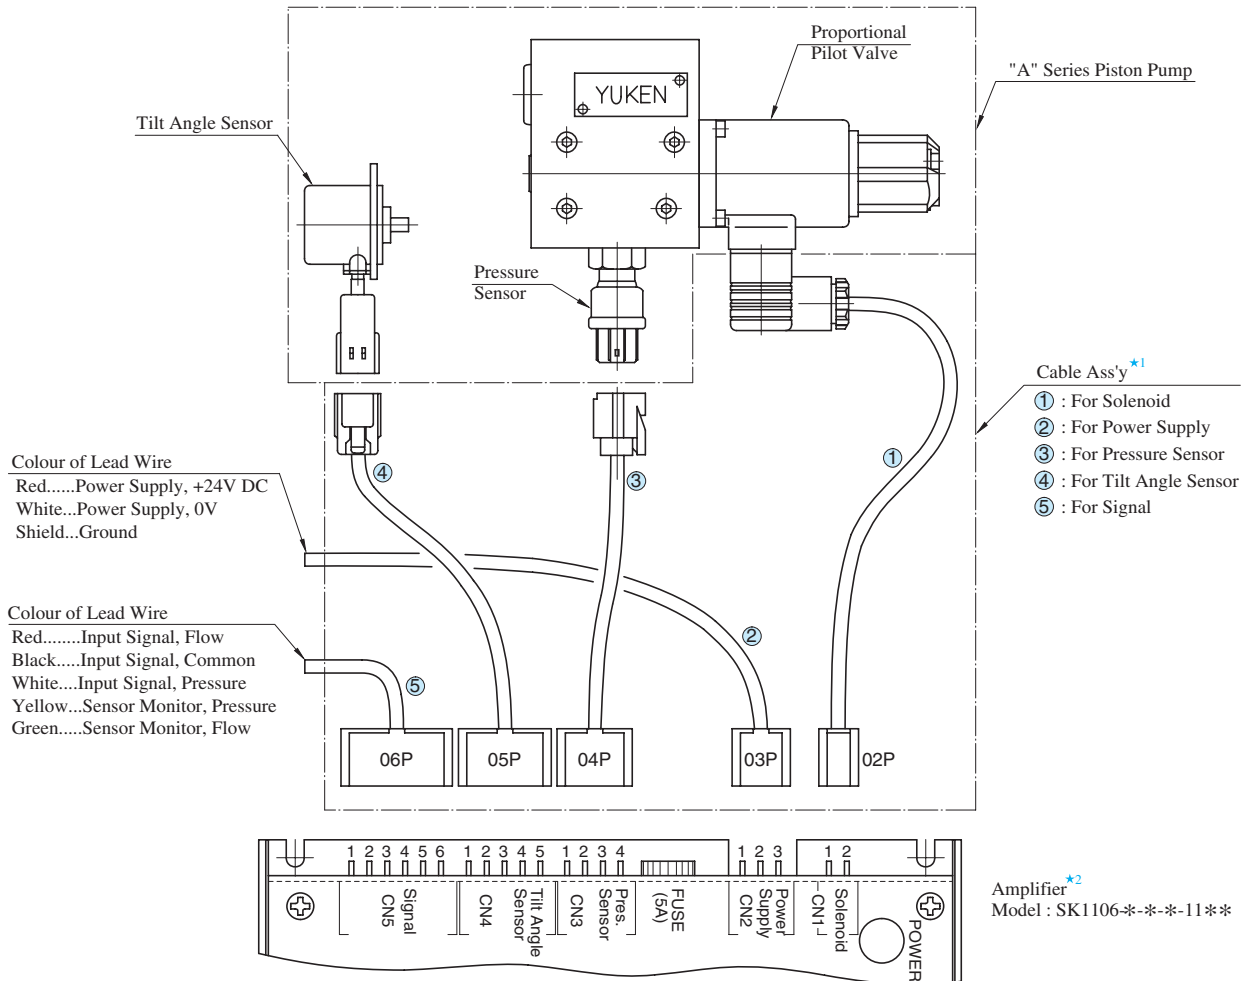 Proportional
Pilot Valve
"A" Series Piston Pump
YUKEN
Tilt Angle Sensor
Pressure
Sensor
Cable Ass'y ★1
① : For Solenoid
② : For Power Supply
③ : For Pressure Sensor
④ : For Tilt Angle Sensor
⑤ : For Signal
①
④
③
Colour of Lead Wire
Red......Power Supply, +24V DC
White...Power Supply, 0V
Shield...Ground
Colour of Lead Wire
Red........Input Signal, Flow
Black.....Input Signal, Common
White....Input Signal, Pressure
Yellow...Sensor Monitor, Pressure
Green.....Sensor Monitor, Flow
②
⑤
06P 05P 04P 03P 02P
1 2 3 4 5 6 1 2 3 4 5 1 2 3 4 1 2 3 1 2
Signal
CN5
Tilt Angle
Sensor
CN4
Pres.
Sensor
CN3
FUSE
(5A)
Power
Supply
CN2
Solenoid
CN1
POWER
Amplifier ★2
Model : SK1106-*-*-*-11**